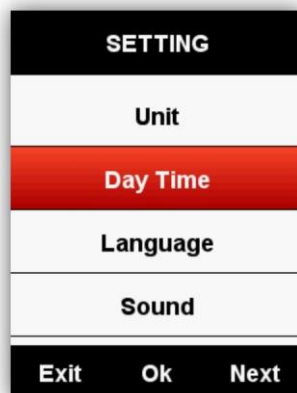 SETTING
Unit
Day Time
Language
Sound
Exit Ok Next